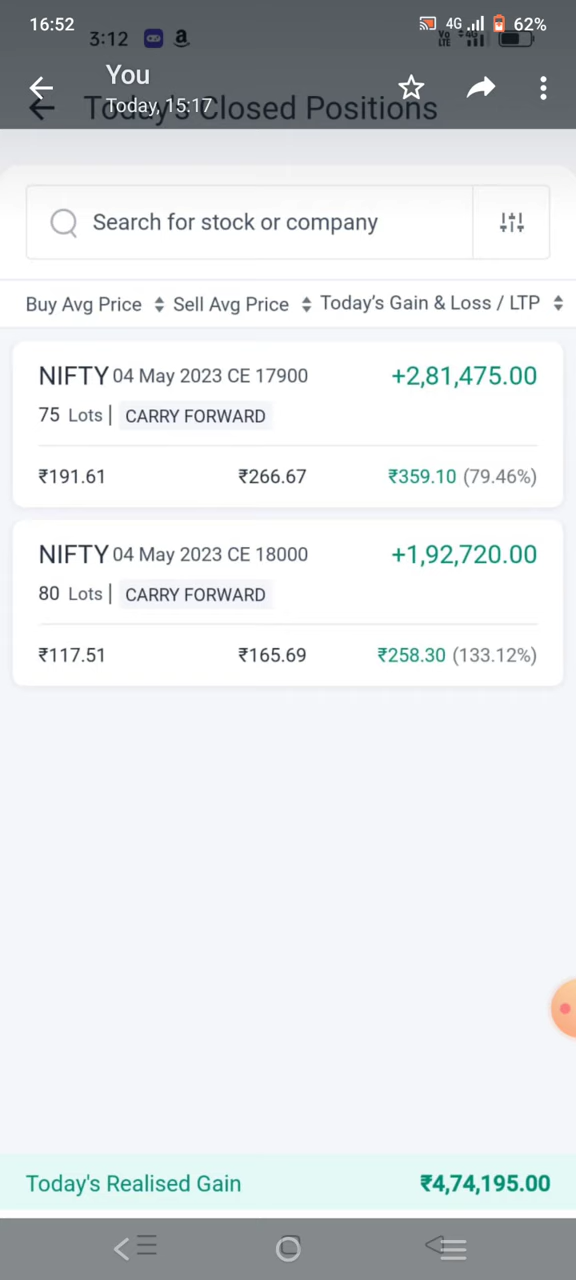 16:52 4G 62%
3:12 a Vo LTE 4G
You
Today's Closed Positions
Today, 15:17
Search for stock or company
Buy Avg Price Sell Avg Price Today's Gain & Loss / LTP
NIFTY 04 May 2023 CE 17900 +2,81,475.00
75 Lots | CARRY FORWARD
₹191.61 ₹266.67 ₹359.10 (79.46%)
NIFTY 04 May 2023 CE 18000 +1,92,720.00
80 Lots | CARRY FORWARD
₹117.51 ₹165.69 ₹258.30 (133.12%)
Today's Realised Gain ₹4,74,195.00